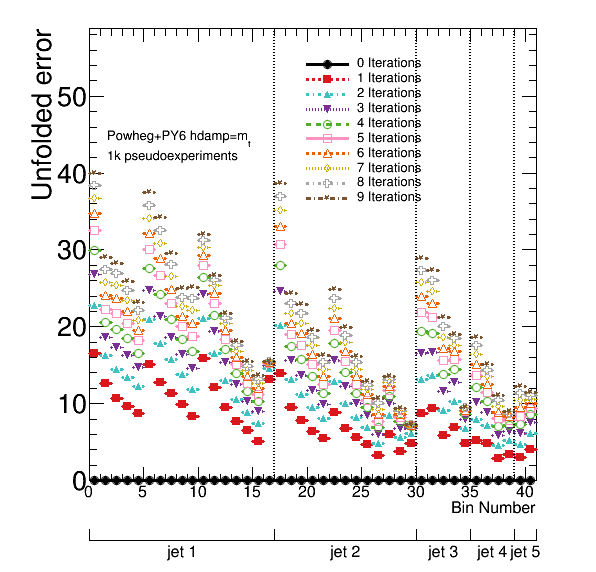 Unfolded error
50
40
30
20
10
0
0 Iterations
1 Iterations
2 Iterations
3 Iterations
4 Iterations
5 Iterations
6 Iterations
7 Iterations
8 Iterations
9 Iterations
Powheg+PY6 hdamp=m_t
1k pseudoexperiments
0 5 10 15 20 25 30 35 40
Bin Number
jet 1 jet 2 jet 3 jet 4 jet 5